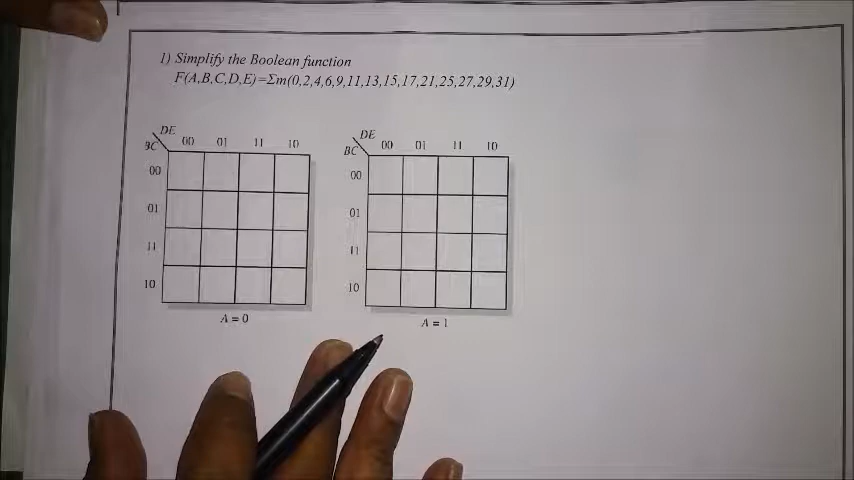 1) Simplify the Boolean function
F(A,B,C,D,E)=Σm(0,2,4,6,9,11,13,15,17,21,25,27,29,31)
DE
BC 00 01 11 10
00
01
11
10
A = 0
DE
BC 00 01 11 10
00
01
11
10
A = 1